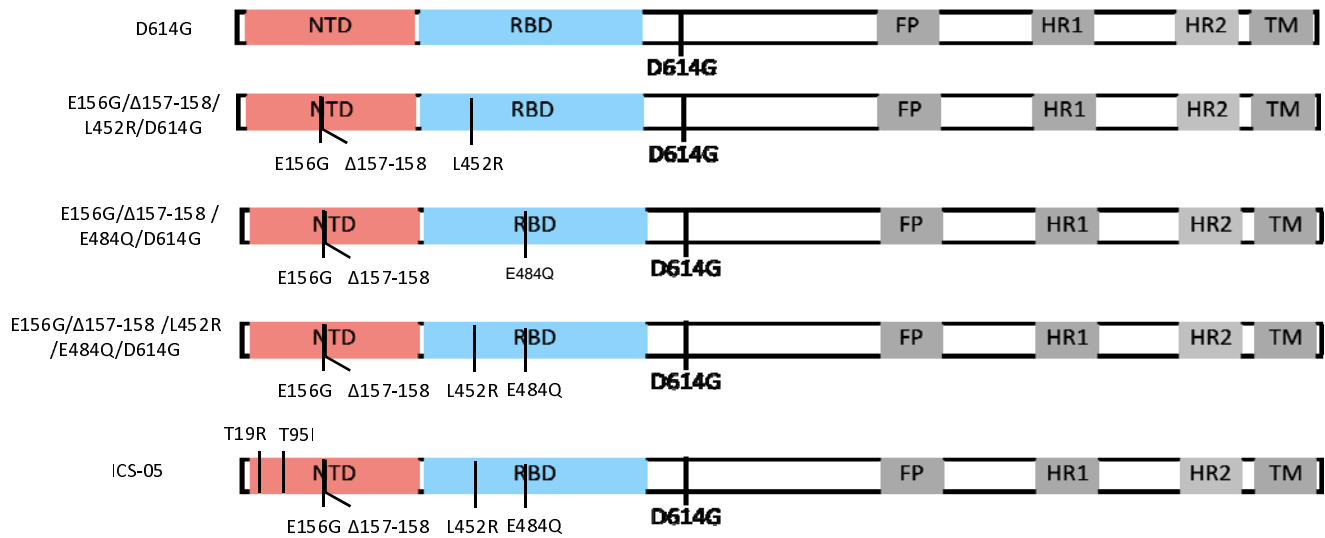 D614G NTD RBD FP HR1 HR2 TM
D614G
E156G/Δ157-158/
L452R/D614G
NTD RBD FP HR1 HR2 TM
E156G Δ157-158 L452R D614G
E156G/Δ157-158 /
E484Q/D614G
NTD RBD FP HR1 HR2 TM
E156G Δ157-158 E484Q D614G
E156G/Δ157-158 /L452R
/E484Q/D614G
NTD RBD FP HR1 HR2 TM
E156G Δ157-158 L452R E484Q D614G
T19R T95I
ICS-05 NTD RBD FP HR1 HR2 TM
E156G Δ157-158 L452R E484Q D614G